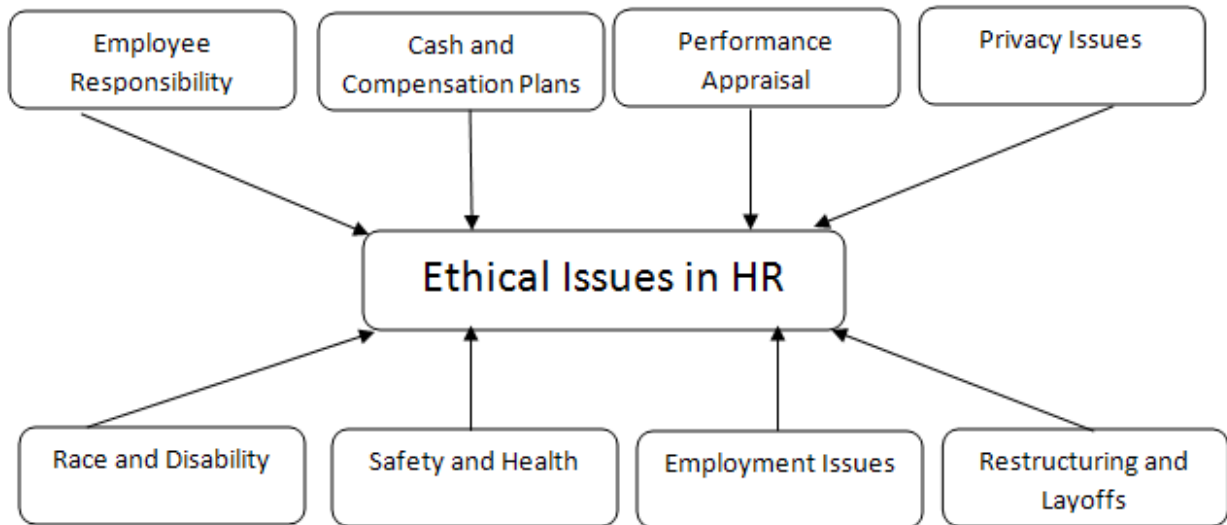 Employee
Responsibility
Cash and
Compensation Plans
Performance
Appraisal
Privacy Issues
Ethical Issues in HR
Race and Disability
Safety and Health
Employment Issues
Restructuring and
Layoffs